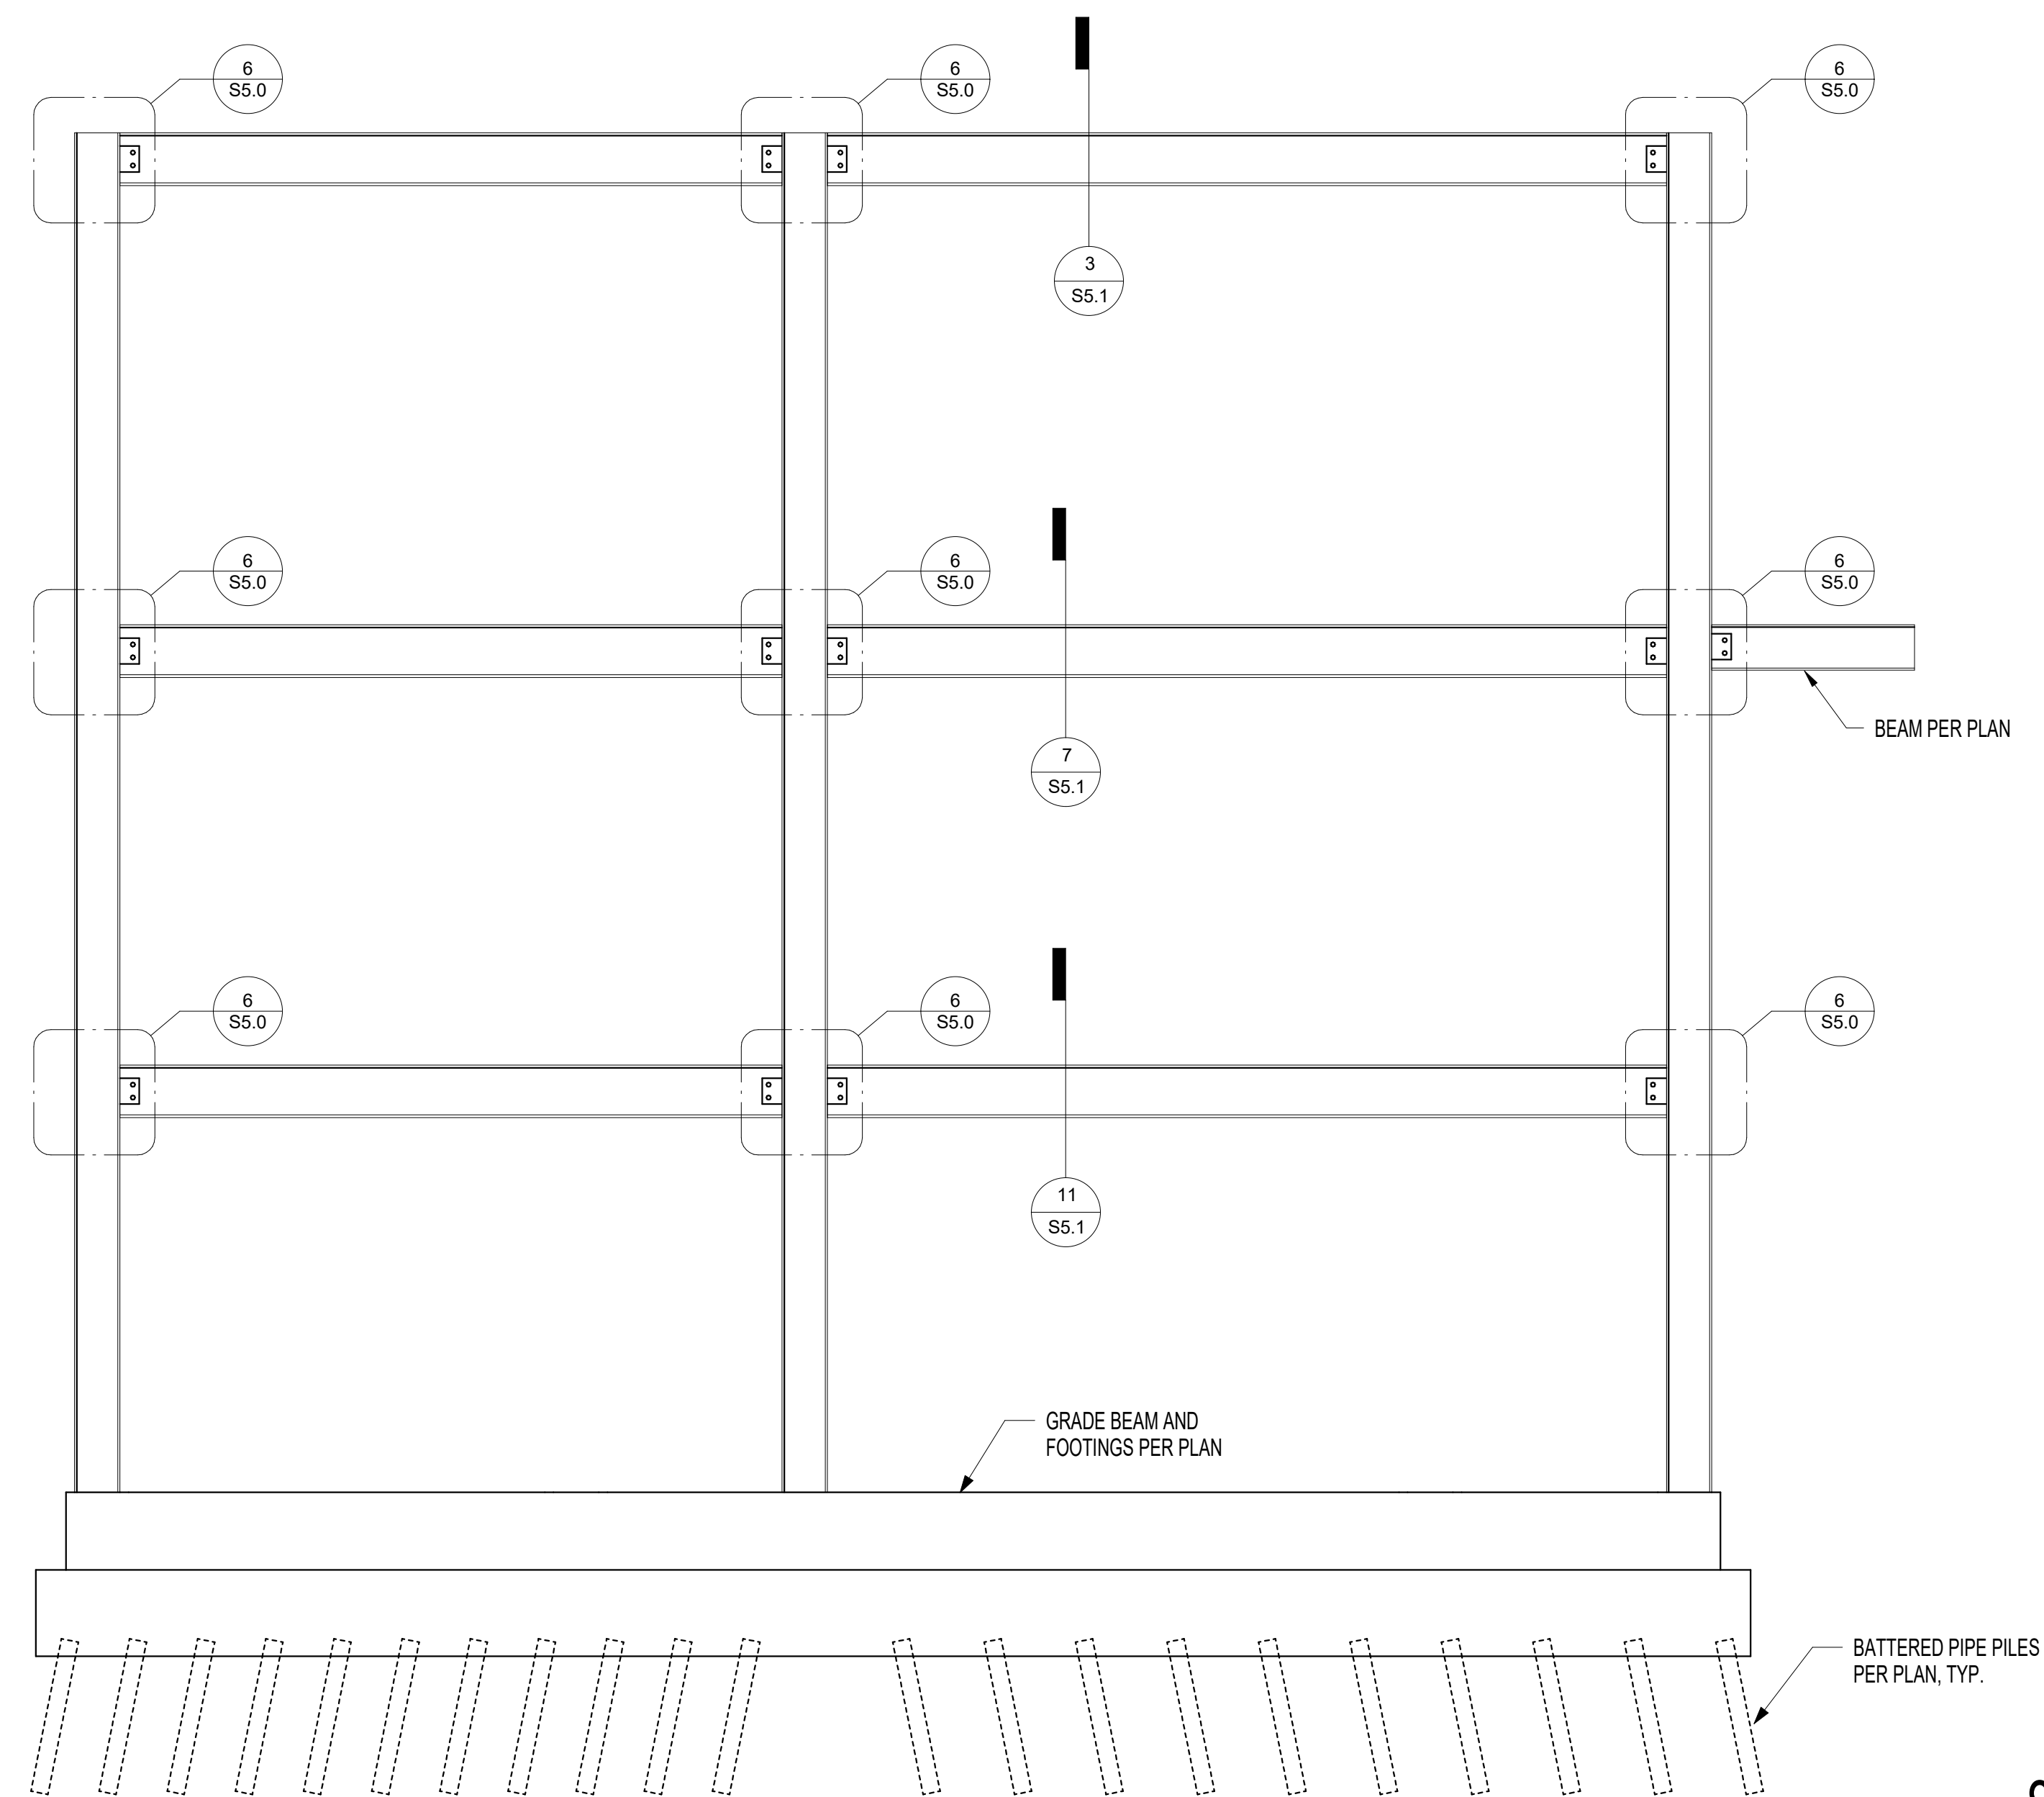 6
S5.0
6
S5.0
6
S5.0
3
S5.1
6
S5.0
6
S5.0
6
S5.0
BEAM PER PLAN
7
S5.1
6
S5.0
6
S5.0
6
S5.0
11
S5.1
GRADE BEAM AND
FOOTINGS PER PLAN
BATTERED PIPE PILES
PER PLAN, TYP.